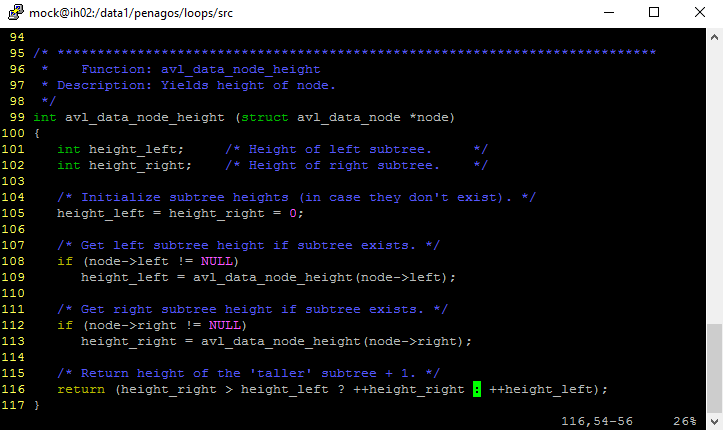 mock@ih02:/data1/penagos/loops/src
94
95 /* ***************************************************************************
96  *    Function: avl_data_node_height
97  * Description: Yields height of node.
98  */
99 int avl_data_node_height (struct avl_data_node *node)
100 {
101    int height_left;     /* Height of left subtree.     */
102    int height_right;    /* Height of right subtree.    */
103
104    /* Initialize subtree heights (in case they don't exist). */
105    height_left = height_right = 0;
106
107    /* Get left subtree height if subtree exists. */
108    if (node->left != NULL)
109       height_left = avl_data_node_height(node->left);
110
111    /* Get right subtree height if subtree exists. */
112    if (node->right != NULL)
113       height_right = avl_data_node_height(node->right);
114
115    /* Return height of the 'taller' subtree + 1. */
116    return (height_right > height_left ? ++height_right : ++height_left);
117 }
116,54-56     26%